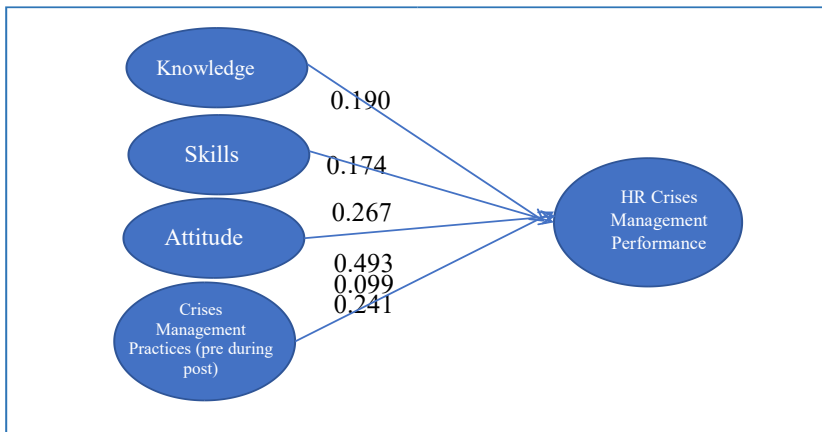 Knowledge
0.190
Skills
0.174
Attitude
0.267
HR Crises
Management
Performance
0.493
0.099
0.241
Crises
Management
Practices (pre during
post)